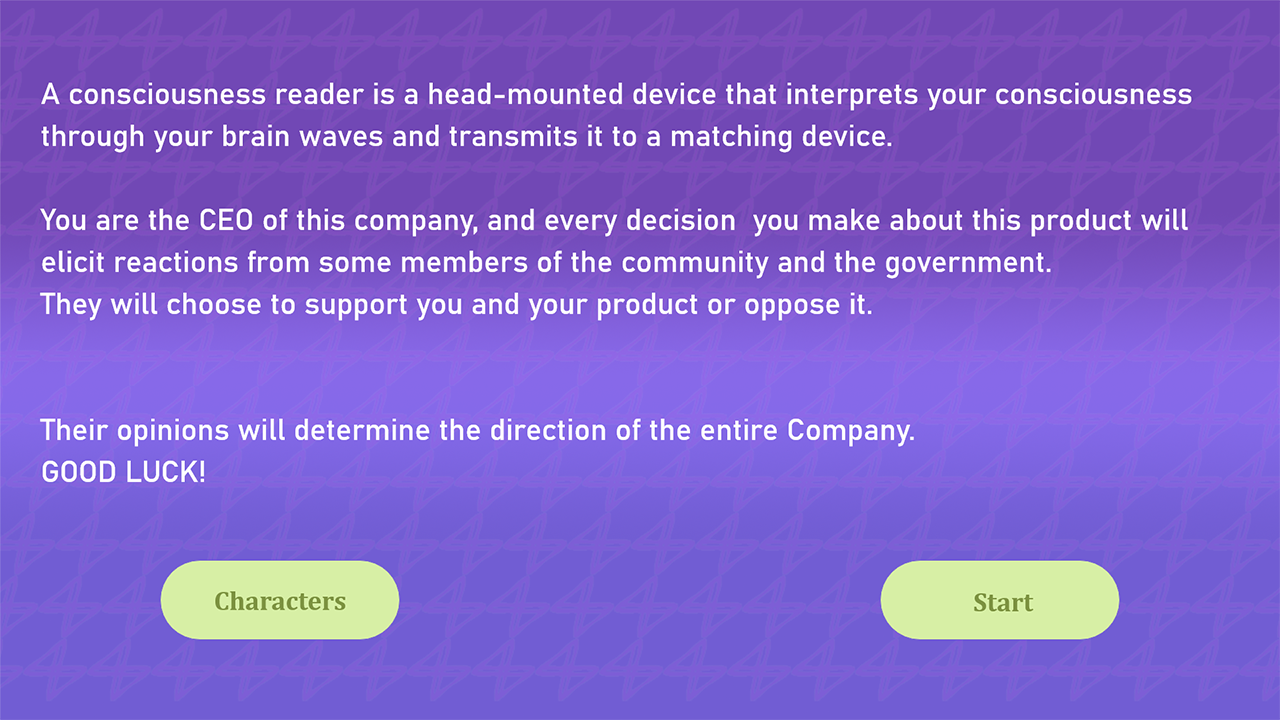 A consciousness reader is a head-mounted device that interprets your consciousness
through your brain waves and transmits it to a matching device.
You are the CEO of this company, and every decision  you make about this product will
elicit reactions from some members of the community and the government.
They will choose to support you and your product or oppose it.
Their opinions will determine the direction of the entire Company.
GOOD LUCK!
Characters
Start